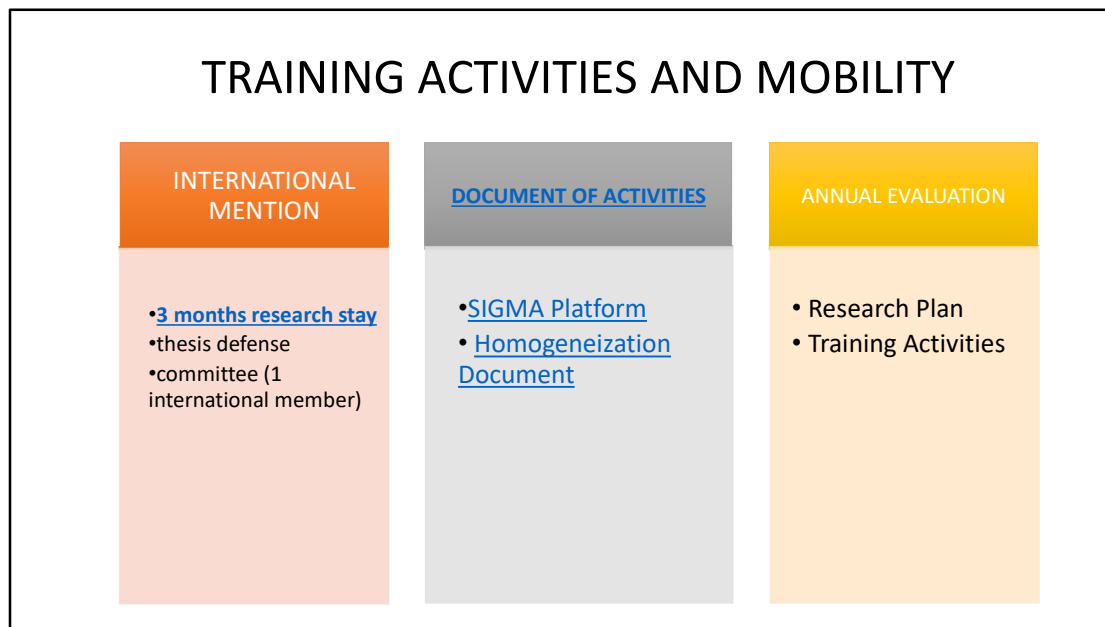 TRAINING ACTIVITIES AND MOBILITY
INTERNATIONAL
MENTION
•3 months research stay
•thesis defense
•committee (1
international member)
DOCUMENT OF ACTIVITIES
•SIGMA Platform
• Homogeneization
Document
ANNUAL EVALUATION
• Research Plan
• Training Activities